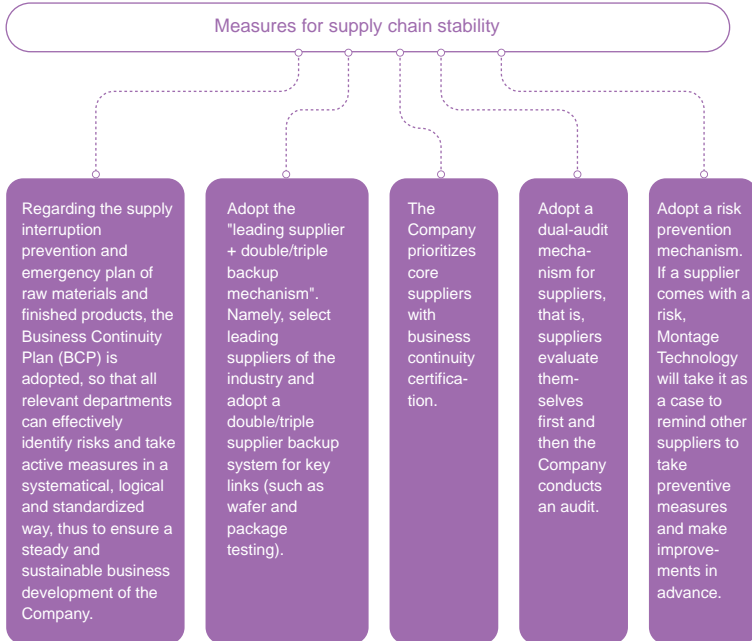 Measures for supply chain stability
Regarding the supply
interruption
prevention and
emergency plan of
raw materials and
finished products, the
Business Continuity
Plan (BCP) is
adopted, so that all
relevant departments
can effectively
identify risks and take
active measures in a
systematical, logical
and standardized
way, thus to ensure a
steady and
sustainable business
development of the
Company.
Adopt the
"leading supplier
+ double/triple
backup
mechanism".
Namely, select
leading
suppliers of the
industry and
adopt a
double/triple
supplier backup
system for key
links (such as
wafer and
package
testing).
The
Company
prioritizes
core
suppliers
with
business
continuity
certifica-
tion.
Adopt a
dual-audit
mecha-
nism for
suppliers,
that is,
suppliers
evaluate
them-
selves
first and
then the
Company
conducts
an audit.
Adopt a risk
prevention
mechanism.
If a supplier
comes with a
risk,
Montage
Technology
will take it as
a case to
remind other
suppliers to
take
preventive
measures
and make
improve-
ments in
advance.